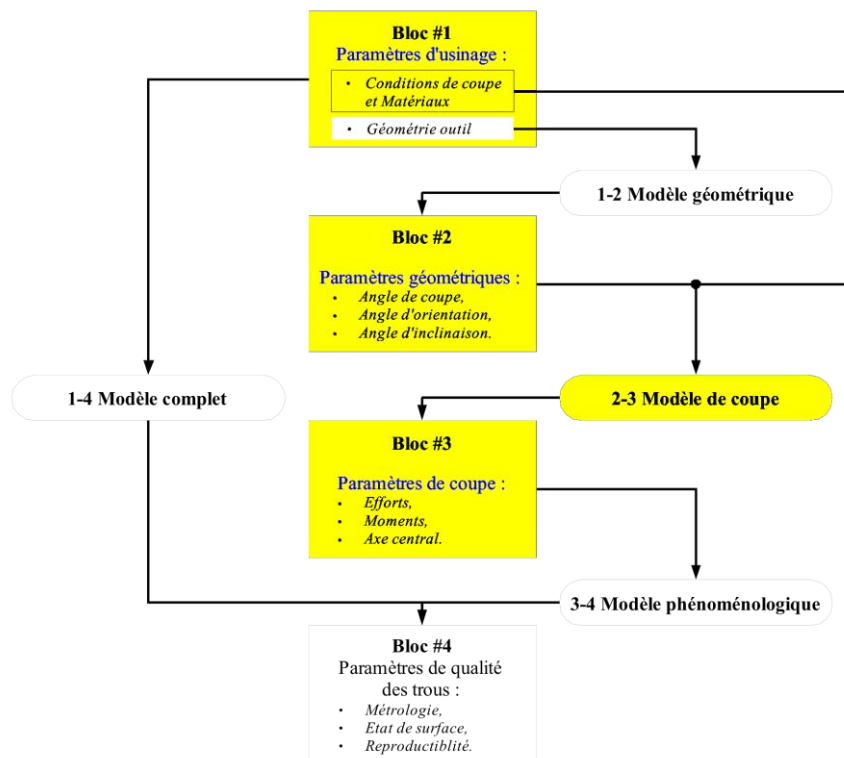 Bloc #1
Paramètres d'usinage :
• Conditions de coupe
et Matériaux
• Géométrie outil
1-2 Modèle géométrique
Bloc #2
Paramètres géométriques :
• Angle de coupe,
• Angle d'orientation,
• Angle d'inclinaison.
1-4 Modèle complet
2-3 Modèle de coupe
Bloc #3
Paramètres de coupe :
• Efforts,
• Moments,
• Axe central.
3-4 Modèle phénoménologique
Bloc #4
Paramètres de qualité
des trous :
• Métrologie,
• Etat de surface,
• Reproductiblité.